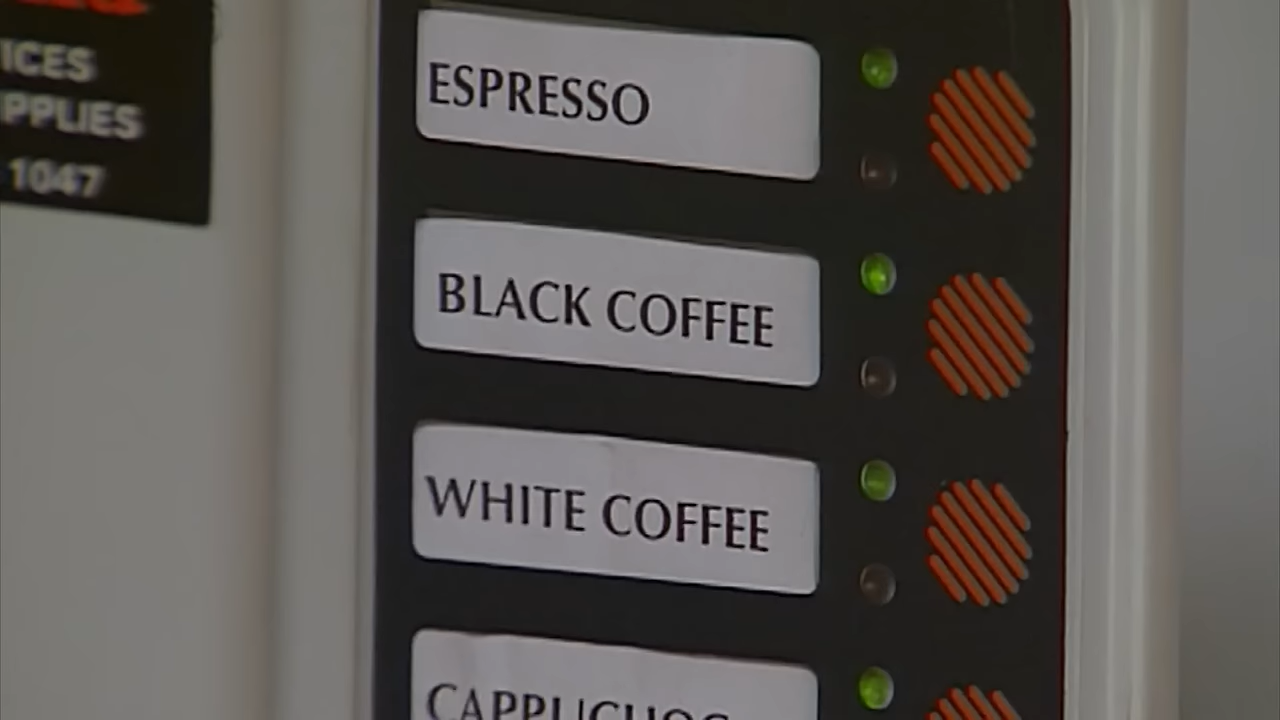 ICES
PPLIES
1047
ESPRESSO
BLACK COFFEE
WHITE COFFEE